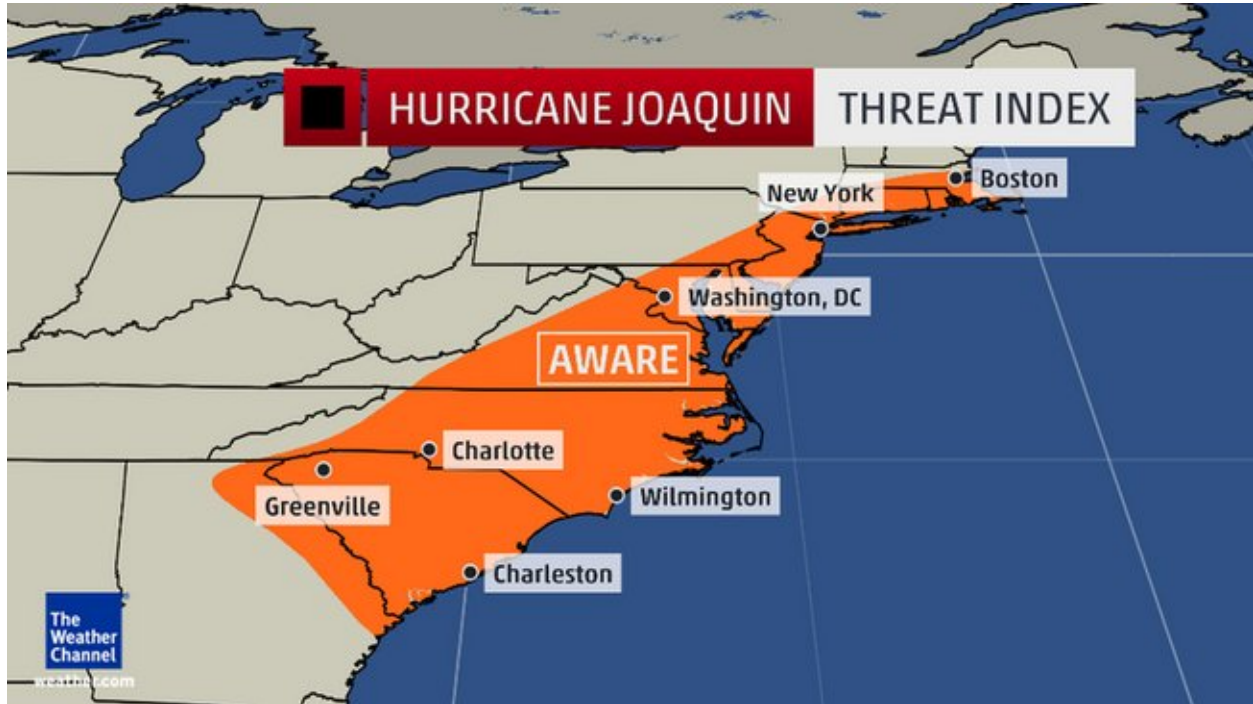 HURRICANE JOAQUIN THREAT INDEX
Boston
New York
Washington, DC
AWARE
Charlotte
Greenville
Wilmington
Charleston
The
Weather
Channel
weather.com